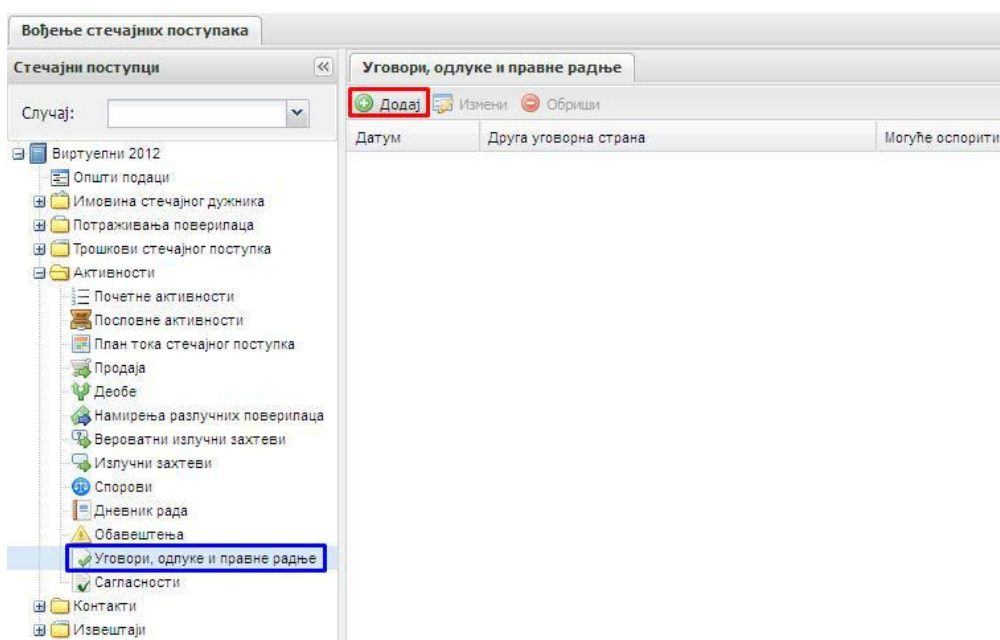 Вођење стечајних поступака
Стечајни поступци
Случај:
Виртуелни 2012
Општи подаци
Имовина стечајног дужника
Потраживања поверилаца
Трошкови стечајног поступка
Активности
Почетне активности
Пословне активности
План тока стечајног поступка
Продаја
Деобе
Намирења разлучних поверилаца
Вероватни излучни захтеви
Излучни захтеви
Спорови
Дневник рада
Обавештења
Уговори, одлуке и правне радње
Сагласности
Контакти
Извештаји
Уговори, одлуке и правне радње
Додај Измени Обриши
Датум Друга уговорна страна Могуће оспорити